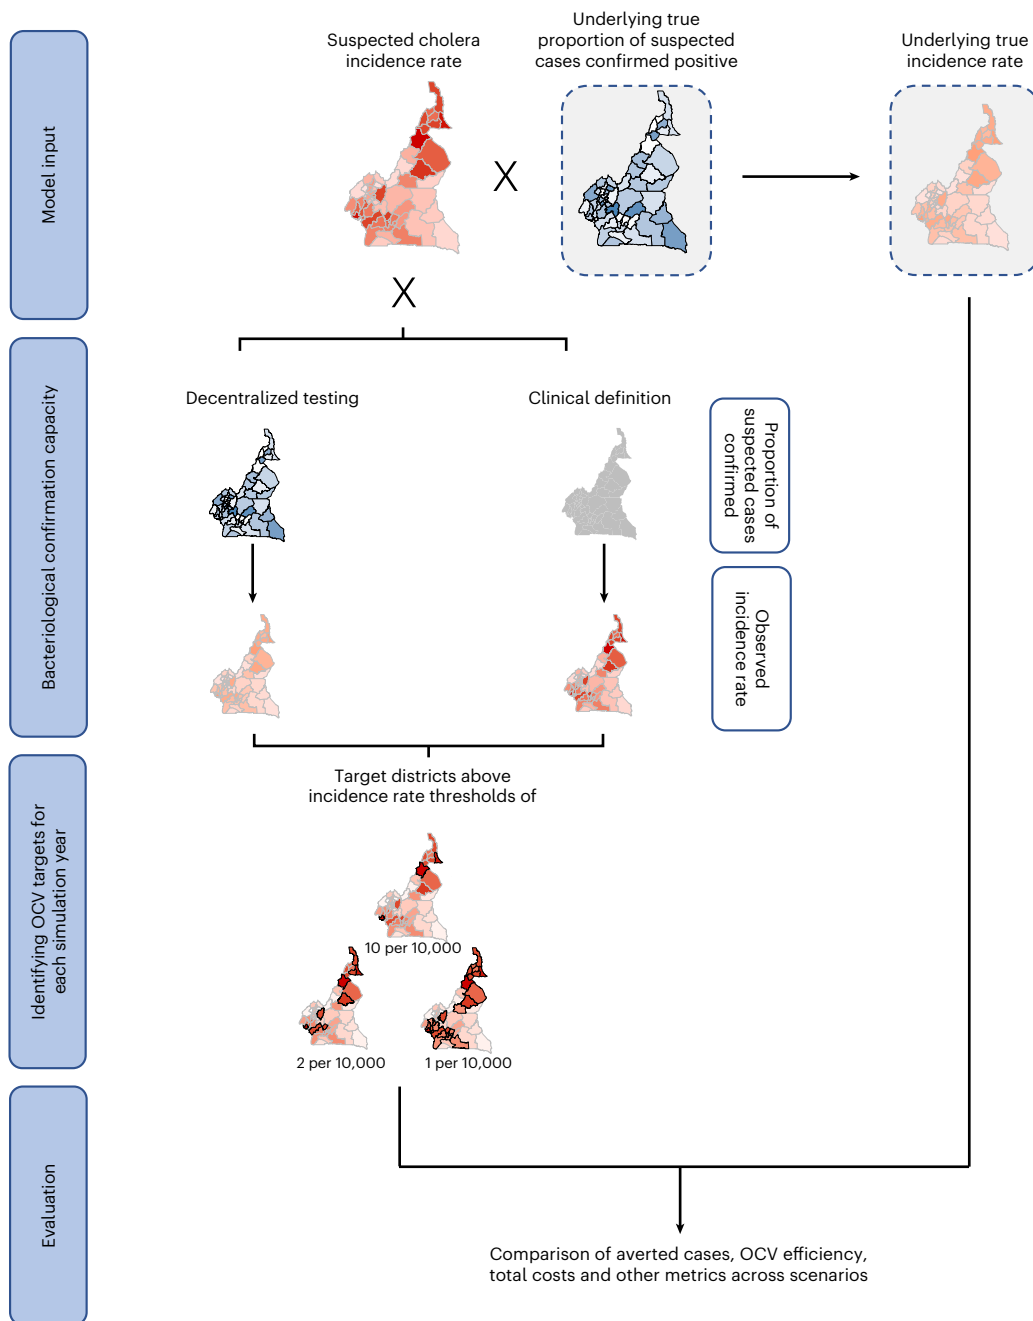 Model input
Suspected cholera
incidence rate
X
Underlying true
proportion of suspected
cases confirmed positive
Underlying true
incidence rate
X
Bacteriological confirmation capacity
Decentralized testing
Clinical definition
Proportion of
suspected cases
confirmed
Observed
incidence rate
Identifying OCV targets for
each simulation year
Target districts above
incidence rate thresholds of
10 per 10,000
2 per 10,000
1 per 10,000
Evaluation
Comparison of averted cases, OCV efficiency,
total costs and other metrics across scenarios